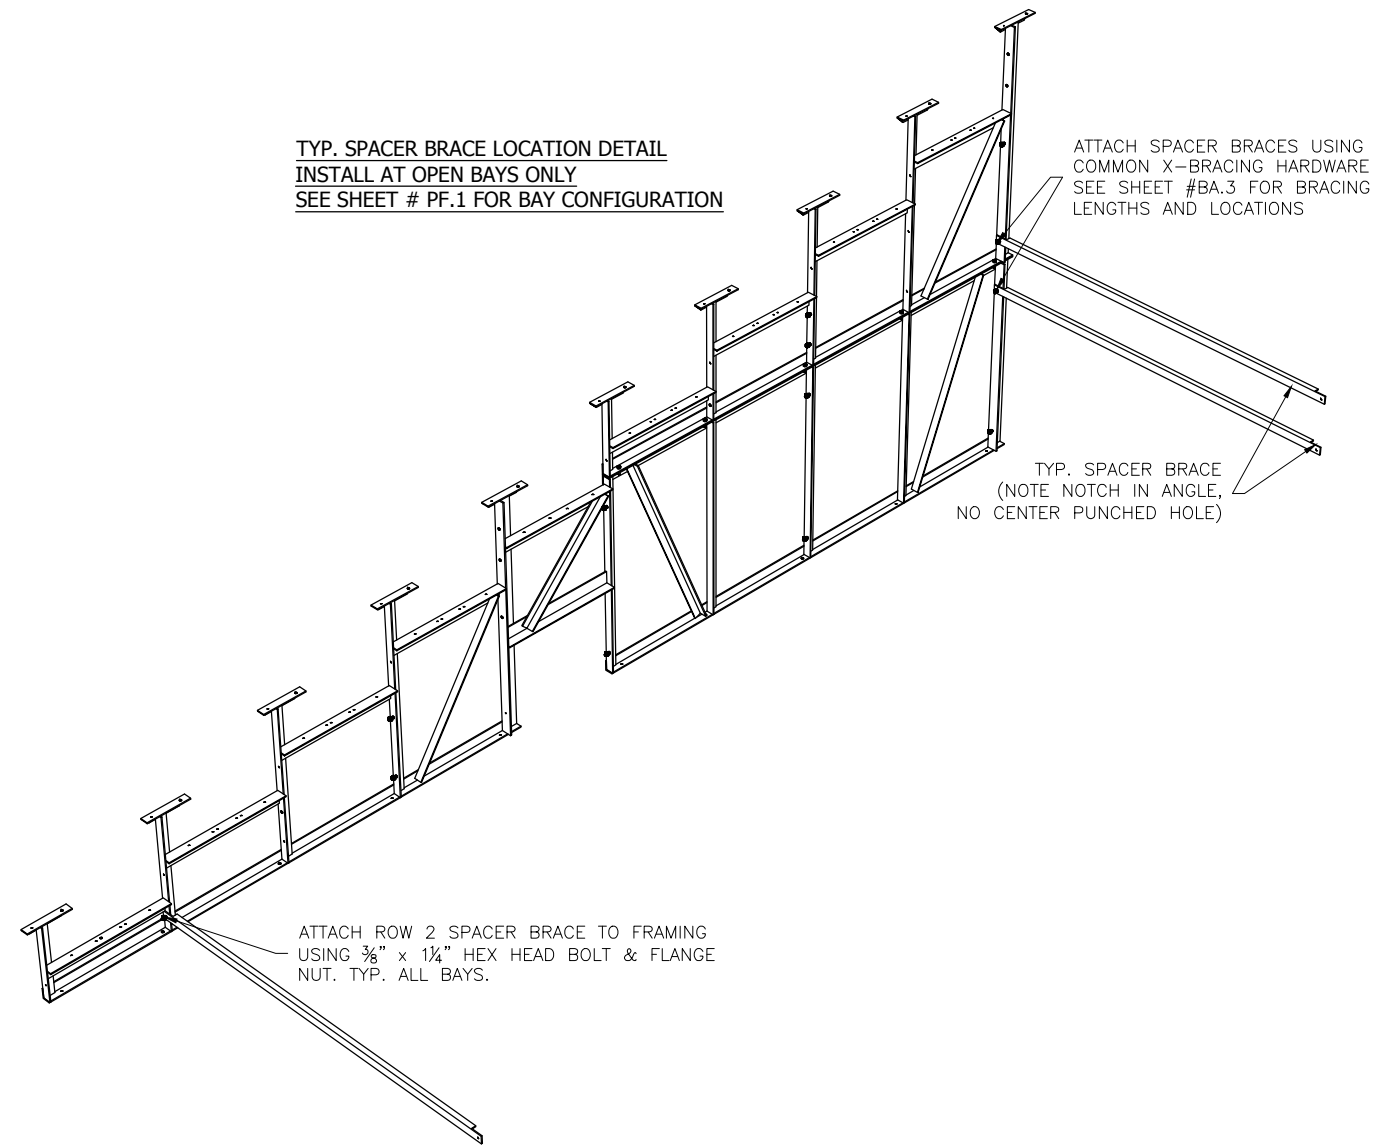 TYP. SPACER BRACE LOCATION DETAIL
INSTALL AT OPEN BAYS ONLY
SEE SHEET # PF.1 FOR BAY CONFIGURATION
ATTACH SPACER BRACES USING
COMMON X-BRACING HARDWARE
SEE SHEET #BA.3 FOR BRACING
LENGTHS AND LOCATIONS
TYP. SPACER BRACE
(NOTE NOTCH IN ANGLE,
NO CENTER PUNCHED HOLE)
ATTACH ROW 2 SPACER BRACE TO FRAMING
USING ⅜" x 1¼" HEX HEAD BOLT & FLANGE
NUT. TYP. ALL BAYS.